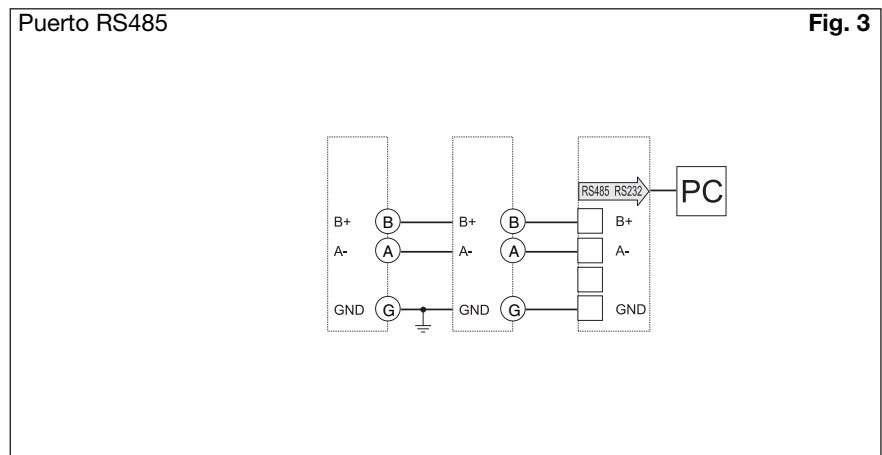 Puerto RS485 Fig. 3
RS485 RS232 PC
B+ B B+ B B+
A- A A- A A-
GND G GND G GND